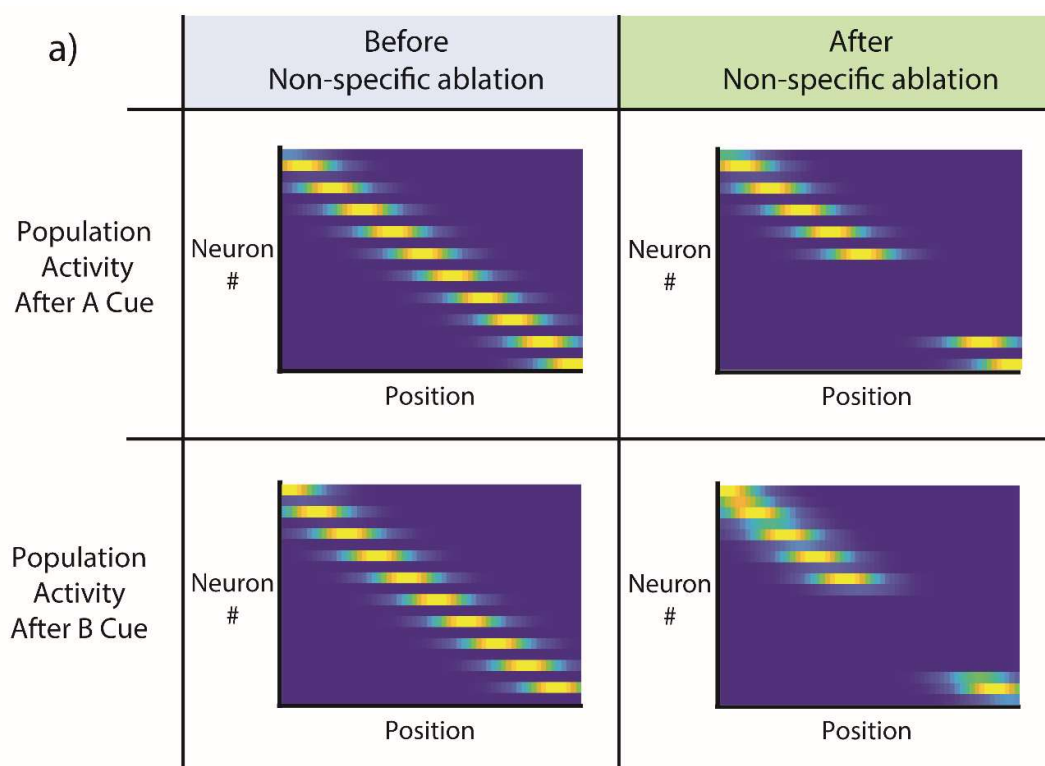 a)
Before
Non-specific ablation
After
Non-specific ablation
Population
Activity
After A Cue
Neuron
#
Position
Neuron
#
Position
Population
Activity
After B Cue
Neuron
#
Position
Neuron
#
Position